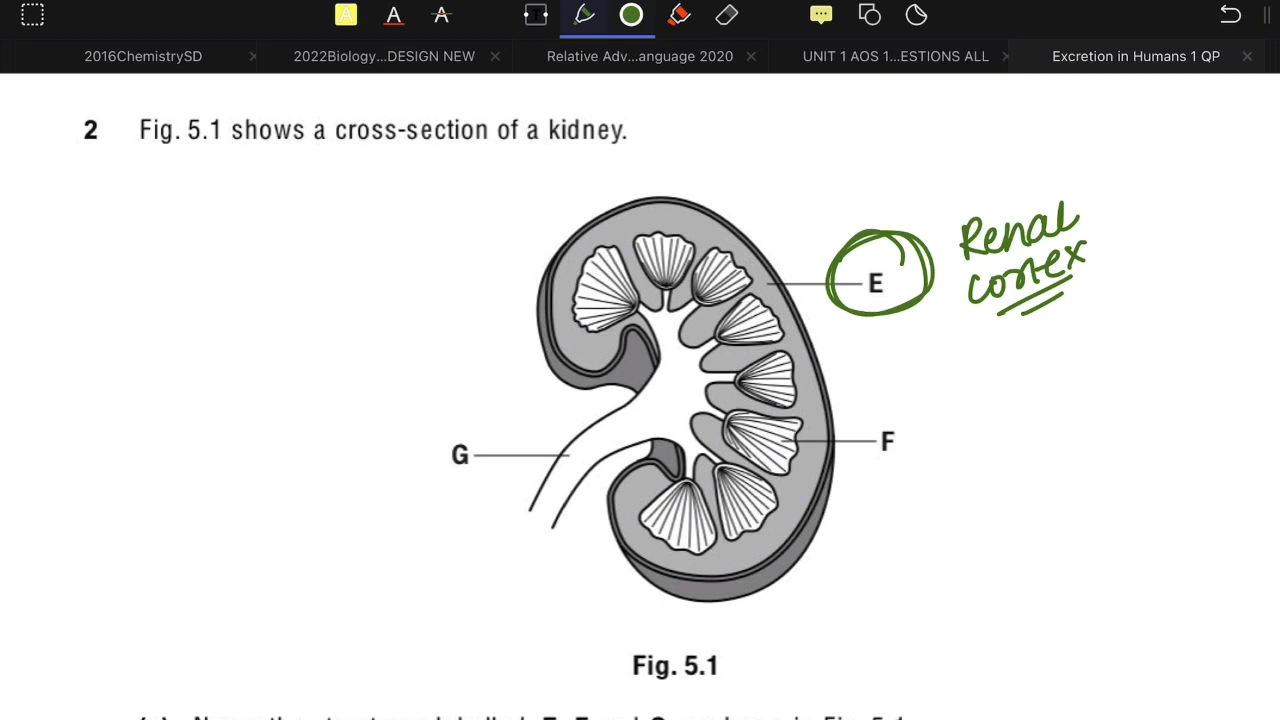 A A A T
2016ChemistrySD × 2022Biology...DESIGN NEW × Relative Adv...anguage 2020 × UNIT 1 AOS 1...ESTIONS ALL × Excretion in Humans 1 QP ×
2 Fig. 5.1 shows a cross-section of a kidney.
Renal
cortex
E
F
G
Fig. 5.1